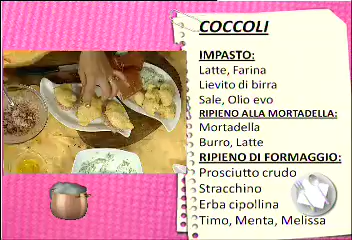 COCCOLI
IMPASTO:
Latte, Farina
Lievito di birra
Sale, Olio evo
RIPIENO ALLA MORTADELLA:
Mortadella
Burro, Latte
RIPIENO DI FORMAGGIO:
Prosciutto crudo
Stracchino
Erba cipollina
Timo, Menta, Melissa